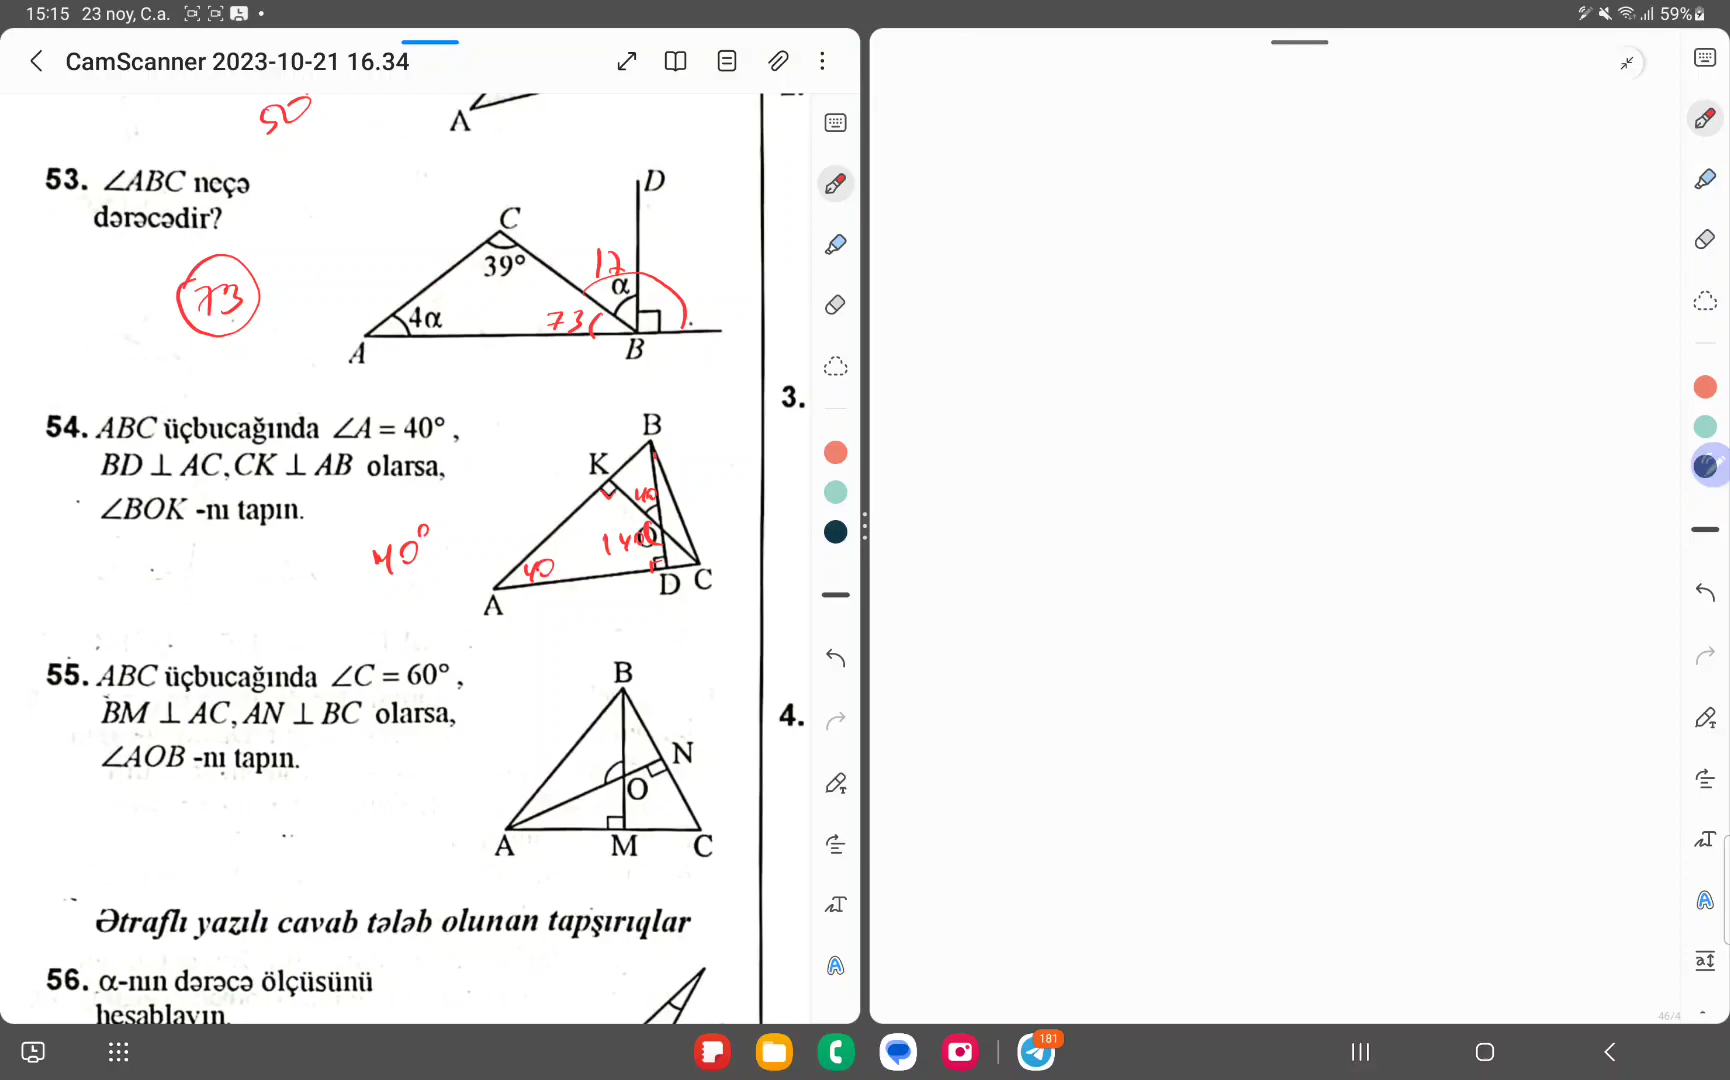 15:15 23 noy, C.a.
59%
CamScanner 2023-10-21 16.34
50
A
53. ∠ABC neçə
dərəcədir?
73
D
C
39°
17
α
4α
73
A
B
3.
54. ABC üçbucağında ∠A = 40°,
BD ⊥ AC, CK ⊥ AB olarsa,
∠BOK -nı tapın.
40°
B
K
40
140
40
A
D C
55. ABC üçbucağında ∠C = 60°,
BM ⊥ AC, AN ⊥ BC olarsa,
∠AOB -nı tapın.
B
N
O
A
M
C
4.
Ətraflı yazılı cavab tələb olunan tapşırıqlar
56. α-nın dərəcə ölçüsünü
hesablayın.
46/4
181